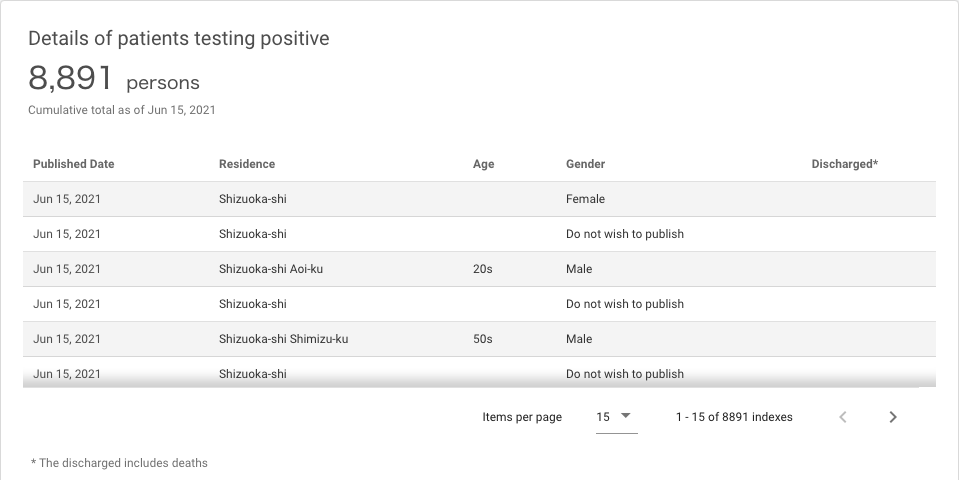 Details of patients testing positive
8,891 persons
Cumulative total as of Jun 15, 2021
Published Date Residence Age Gender Discharged*
Jun 15, 2021 Shizuoka-shi Female
Jun 15, 2021 Shizuoka-shi Do not wish to publish
Jun 15, 2021 Shizuoka-shi Aoi-ku 20s Male
Jun 15, 2021 Shizuoka-shi Do not wish to publish
Jun 15, 2021 Shizuoka-shi Shimizu-ku 50s Male
Jun 15, 2021 Shizuoka-shi Do not wish to publish
Items per page 15 1 - 15 of 8891 indexes
* The discharged includes deaths